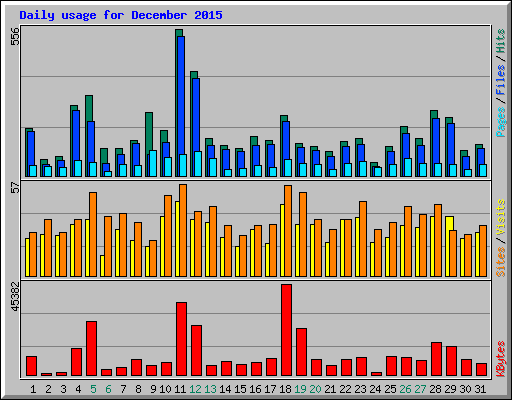 Daily usage for December 2015
556
Pages / Files / Hits
57
Sites / Visits
45382
KBytes
1 2 3 4 5 6 7 8 9 10 11 12 13 14 15 16 17 18 19 20 21 22 23 24 25 26 27 28 29 30 31